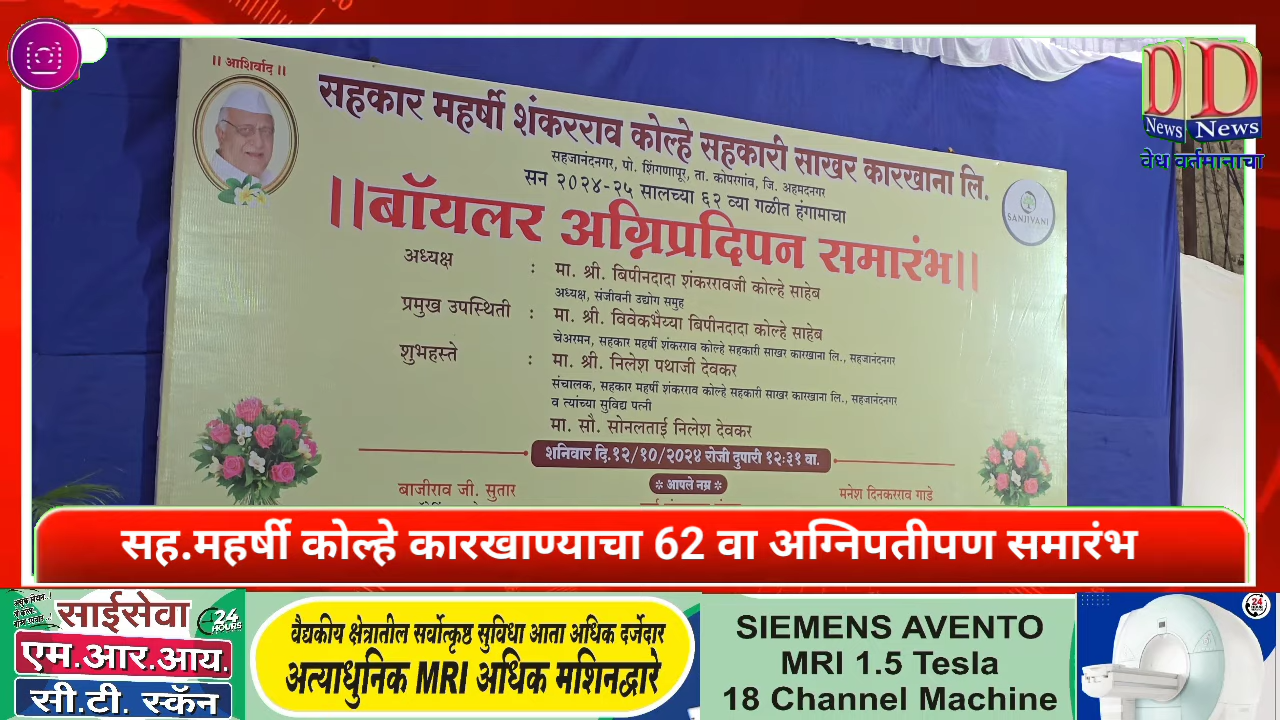 ।। आशिर्वाद ।।
सहकार महर्षी शंकरराव कोल्हे सहकारी साखर कारखाना लि.
सहजानंदनगर, पो. शिंगणापूर, ता. कोपरगांव, जि. अहमदनगर
सन २०२४-२५ सालच्या ६२ व्या गळीत हंगामाचा
||बॉयलर अग्निप्रदिपन समारंभ||
SANJIVANI
अध्यक्ष : मा. श्री. बिपीनदादा शंकररावजी कोल्हे साहेब
अध्यक्ष, संजीवनी उद्योग समुह
प्रमुख उपस्थिती : मा. श्री. विवेकभैय्या बिपीनदादा कोल्हे साहेब
चेअरमन, सहकार महर्षी शंकरराव कोल्हे सहकारी साखर कारखाना लि., सहजानंदनगर
शुभहस्ते : मा. श्री. निलेश पथाजी देवकर
संचालक, सहकार महर्षी शंकरराव कोल्हे सहकारी साखर कारखाना लि., सहजानंदनगर
व त्यांच्या सुविद्य पत्नी
मा. सौ. सोनलताई निलेश देवकर
शनिवार दि.१२/१०/२०२४ रोजी दुपारी १२:३१ वा.
आपले नम्र
बाजीराव जी. सुतार
मनेश दिनकरराव गाडे
DD
News News
वेध वर्तमानाचा
सह.महर्षी कोल्हे कारखाण्याचा 62 वा अग्निपतीपण समारंभ
साईसेवा
24 HOURS
एम.आर.आय.
सी.टी. स्कॅन
वैद्यकीय क्षेत्रातील सर्वोत्कृष्ठ सुविधा आता अधिक दर्जेदार
अत्याधुनिक MRI अधिक मशिनद्वारे
SIEMENS AVENTO
MRI 1.5 Tesla
18 Channel Machine
24